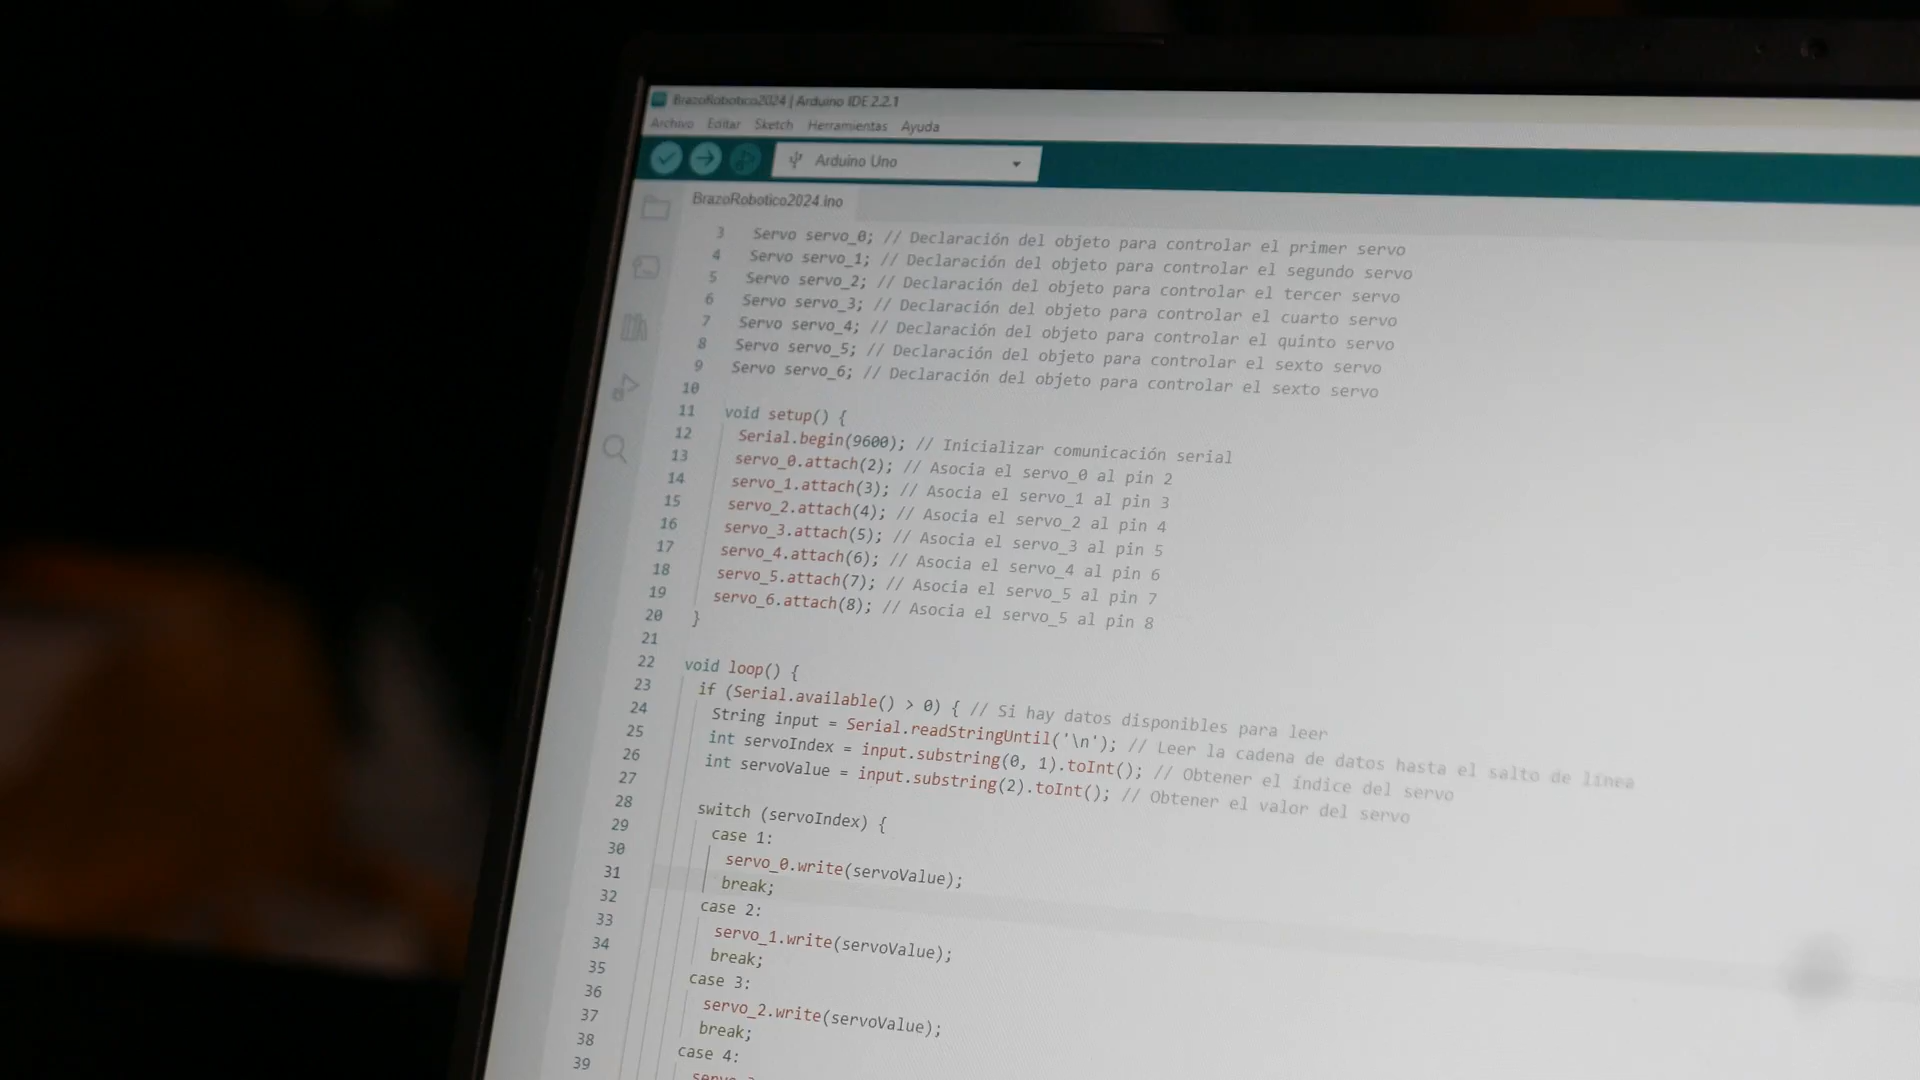 BrazoRobotico2024 | Arduino IDE 2.2.1
Archivo Editar Sketch Herramientas Ayuda
Arduino Uno
BrazoRobotico2024.ino
3 Servo servo_0; // Declaración del objeto para controlar el primer servo
4 Servo servo_1; // Declaración del objeto para controlar el segundo servo
5 Servo servo_2; // Declaración del objeto para controlar el tercer servo
6 Servo servo_3; // Declaración del objeto para controlar el cuarto servo
7 Servo servo_4; // Declaración del objeto para controlar el quinto servo
8 Servo servo_5; // Declaración del objeto para controlar el sexto servo
9 Servo servo_6; // Declaración del objeto para controlar el sexto servo
10
11 void setup() {
12 Serial.begin(9600); // Inicializar comunicación serial
13 servo_0.attach(2); // Asocia el servo_0 al pin 2
14 servo_1.attach(3); // Asocia el servo_1 al pin 3
15 servo_2.attach(4); // Asocia el servo_2 al pin 4
16 servo_3.attach(5); // Asocia el servo_3 al pin 5
17 servo_4.attach(6); // Asocia el servo_4 al pin 6
18 servo_5.attach(7); // Asocia el servo_5 al pin 7
19 servo_6.attach(8); // Asocia el servo_5 al pin 8
20 }
21
22 void loop() {
23 if (Serial.available() > 0) { // Si hay datos disponibles para leer
24 String input = Serial.readStringUntil('\n'); // Leer la cadena de datos hasta el salto de línea
25 int servoIndex = input.substring(0, 1).toInt(); // Obtener el índice del servo
26 int servoValue = input.substring(2).toInt(); // Obtener el valor del servo
27
28 switch (servoIndex) {
29 case 1:
30 servo_0.write(servoValue);
31 break;
32 case 2:
33 servo_1.write(servoValue);
34 break;
35 case 3:
36 servo_2.write(servoValue);
37 break;
38 case 4:
39